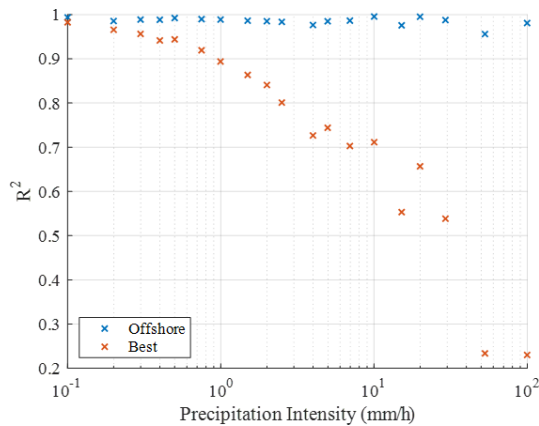 1
0.9
0.8
0.7
0.6
0.5
0.4
0.3
0.2
R²
Offshore
Best
10⁻¹ 10⁰ 10¹ 10²
Precipitation Intensity (mm/h)